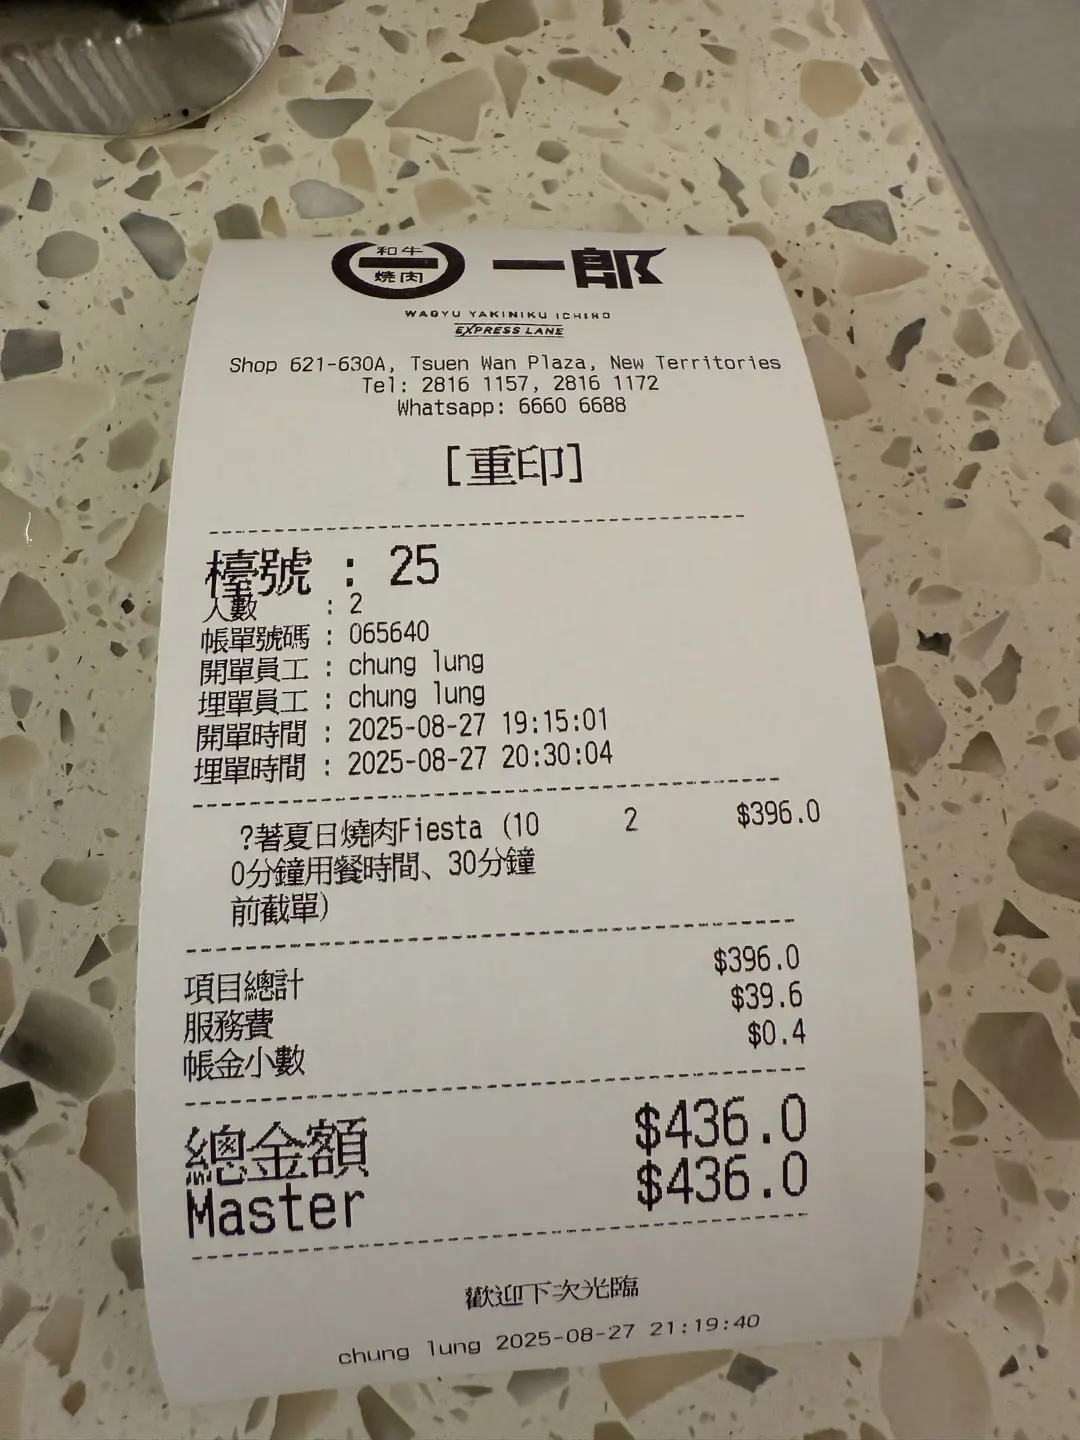 和牛
燒肉
一郎
WAGYU YAKINIKU ICHIRO
EXPRESS LANE
Shop 621-630A, Tsuen Wan Plaza, New Territories
Tel: 2816 1157, 2816 1172
Whatsapp: 6660 6688
[重印]
檯號 : 25
人數 : 2
帳單號碼 : 065640
開單員工 : chung lung
埋單員工 : chung lung
開單時間 : 2025-08-27 19:15:01
埋單時間 : 2025-08-27 20:30:04
?著夏日燒肉Fiesta (10 2 $396.0
0分鐘用餐時間、30分鐘
前截單)
項目總計 $396.0
服務費 $39.6
帳金小數 $0.4
總金額 $436.0
Master $436.0
歡迎下次光臨
chung lung 2025-08-27 21:19:40